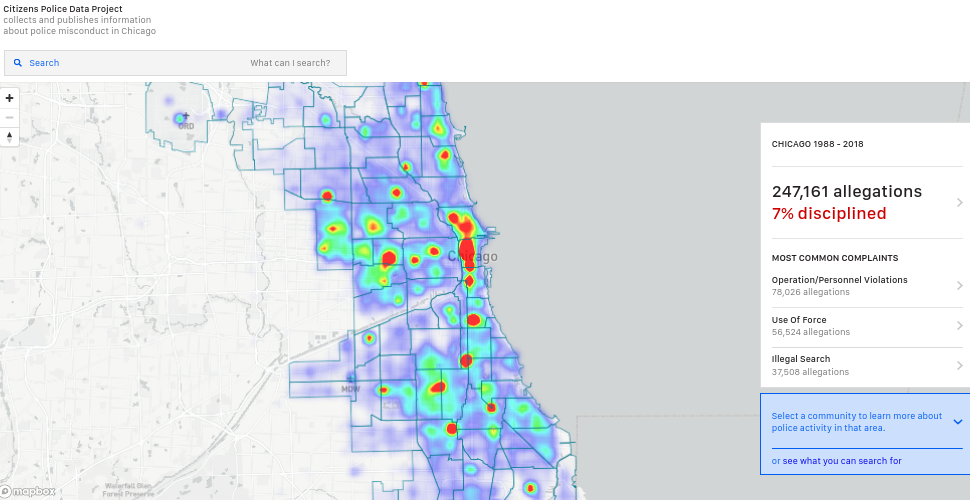 Citizens Police Data Project
collects and publishes information
about police misconduct in Chicago
Search
What can I search?
+
−
ORD
CHICAGO 1988 - 2018
247,161 allegations
7% disciplined
Chicago
MOST COMMON COMPLAINTS
Operation/Personnel Violations
78,026 allegations
Use Of Force
56,524 allegations
Illegal Search
37,508 allegations
MDW
Select a community to learn more about
police activity in that area.
or see what you can search for
Waterfall Glen
Forest Preserve
mapbox